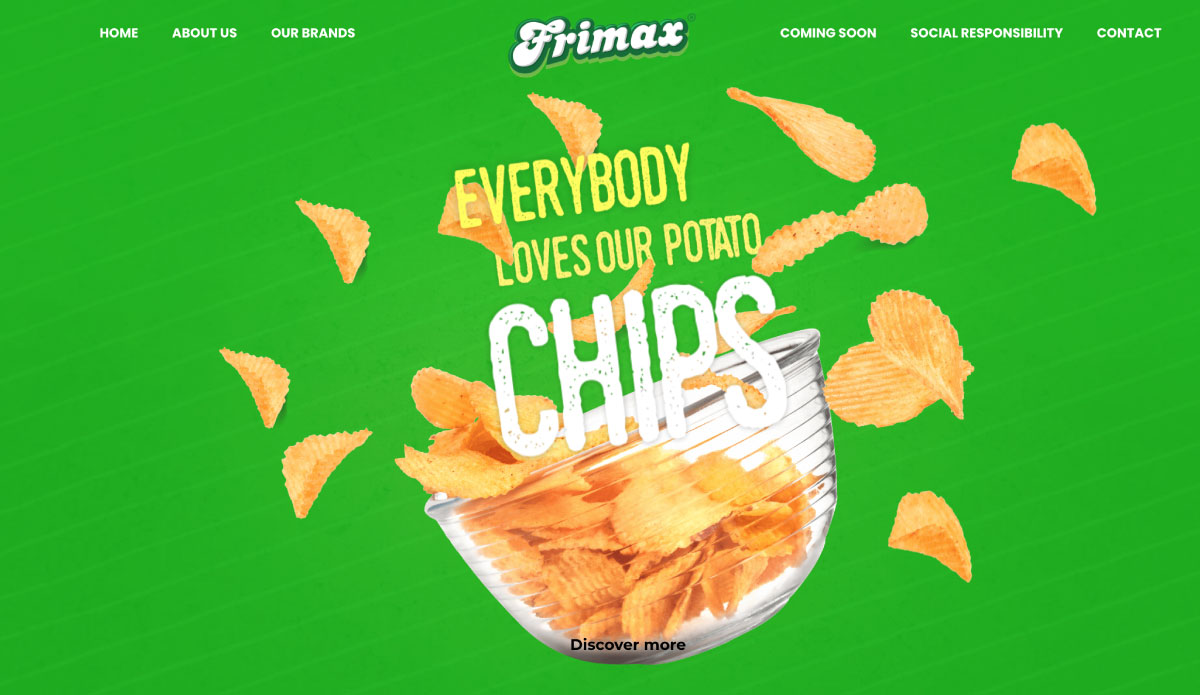 HOME
ABOUT US
OUR BRANDS
Frimax®
COMING SOON
SOCIAL RESPONSIBILITY
CONTACT
EVERYBODY
LOVES OUR POTATO
CHIPS
Discover more